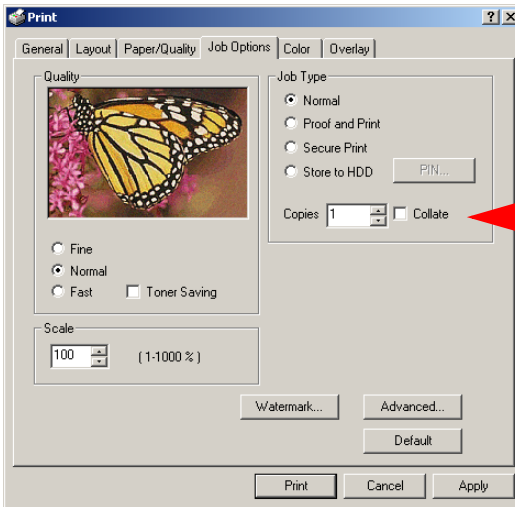 Print
General Layout Paper/Quality Job Options Color Overlay
Quality
Fine
Normal
Fast Toner Saving
Scale
100 (1-1000 %)
Job Type
Normal
Proof and Print
Secure Print
Store to HDD PIN...
Copies 1 Collate
Watermark... Advanced...
Default
Print Cancel Apply